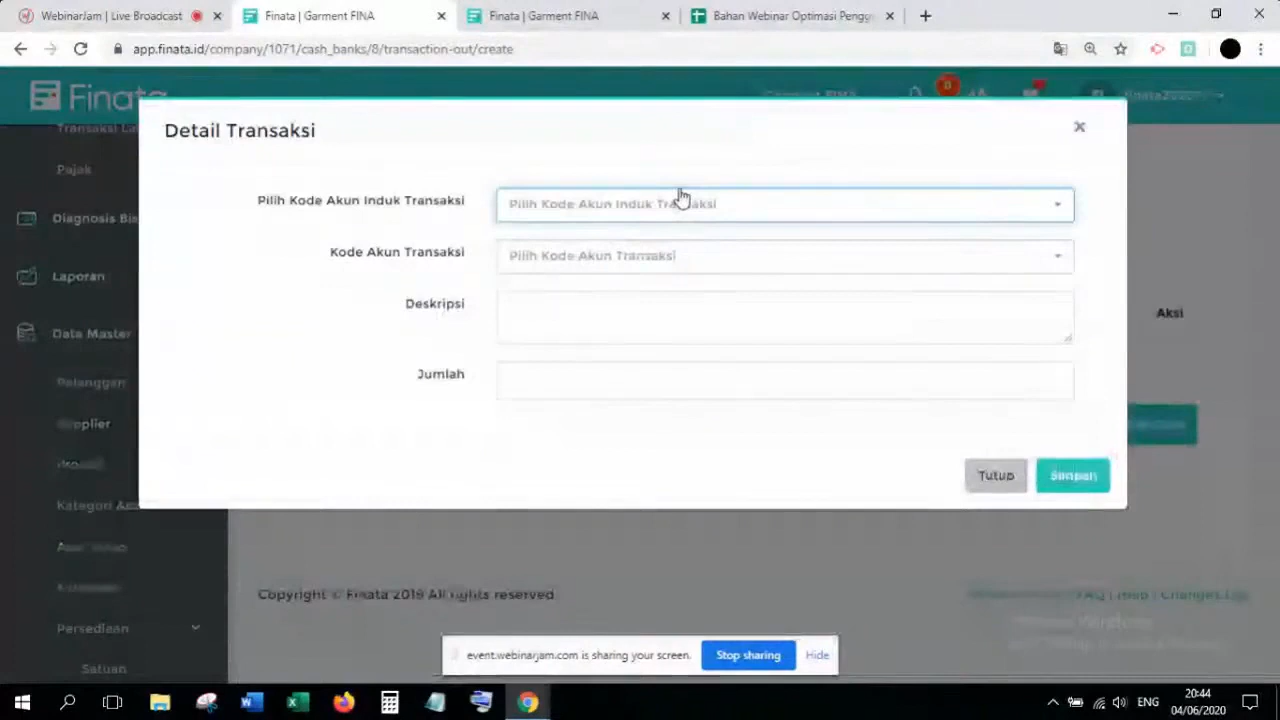 WebinarJam | Live Broadcast
Finata | Garment FINA
Finata | Garment FINA
Bahan Webinar Optimasi Pengg
app.finata.id/company/1071/cash_banks/8/transaction-out/create
Finata
Detail Transaksi
Pajak
Pilih Kode Akun Induk Transaksi
Pilih Kode Akun Induk Transaksi
Diagnosis Bis
Kode Akun Transaksi
Pilih Kode Akun Transaksi
Laporan
Deskripsi
Aksi
Data Master
Jumlah
Pelanggan
Supplier
Tutup
Simpan
Copyright © Finata 2019 All rights reserved
Persediaan
Satuan
event.webinarjam.com is sharing your screen.
Stop sharing
Hide
ENG
20:44
04/06/2020